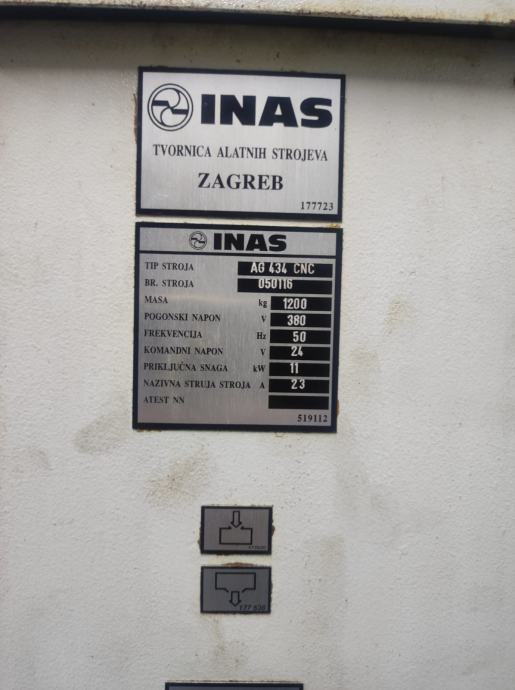 INAS
TVORNICA ALATNIH STROJEVA
ZAGREB
177723
INAS
TIP STROJA AG 434 CNC
BR. STROJA 050116
MASA kg 1200
POGONSKI NAPON V 380
FREKVENCIJA Hz 50
KOMANDNI NAPON V 24
PRIKLJUČNA SNAGA kW 11
NAZIVNA STRUJA STROJA A 23
ATEST NN
519112
177 630